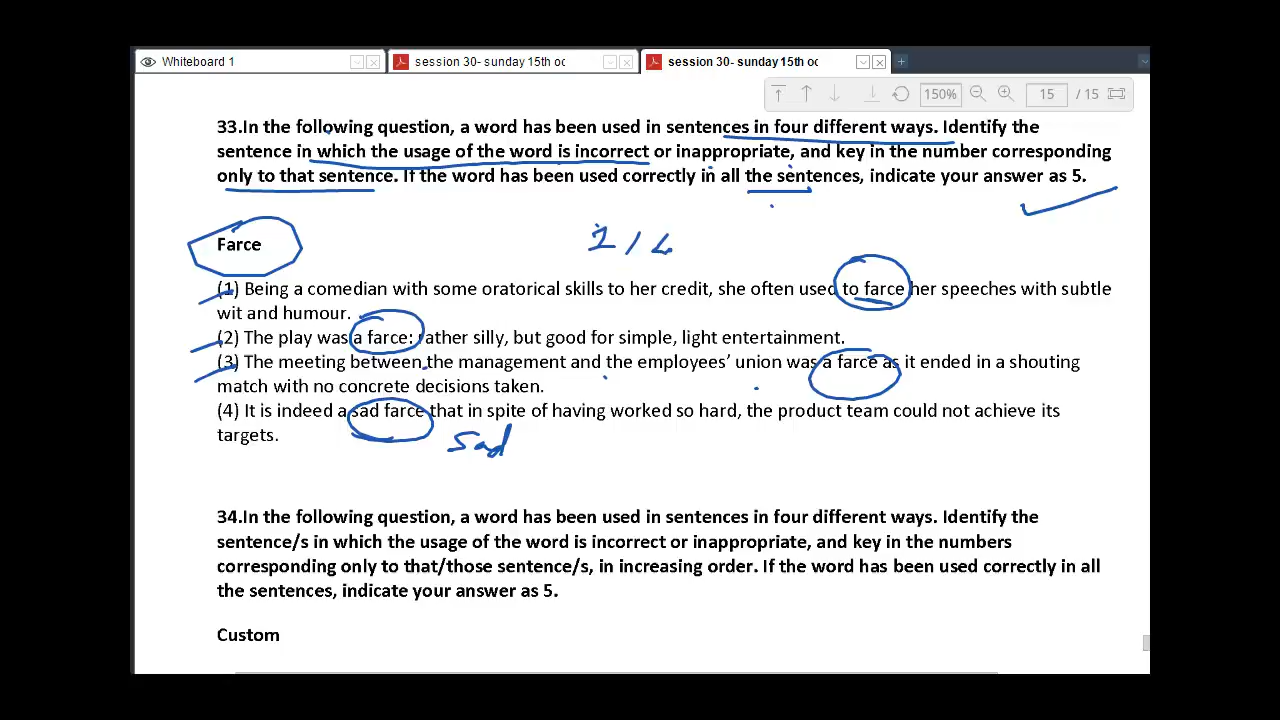 Whiteboard 1
session 30- sunday 15th oc
session 30- sunday 15th oc
150%
15 / 15
33.In the following question, a word has been used in sentences in four different ways. Identify the
sentence in which the usage of the word is incorrect or inappropriate, and key in the number corresponding
only to that sentence. If the word has been used correctly in all the sentences, indicate your answer as 5.
Farce
(1) Being a comedian with some oratorical skills to her credit, she often used to farce her speeches with subtle
wit and humour.
(2) The play was a farce: rather silly, but good for simple, light entertainment.
(3) The meeting between the management and the employees’ union was a farce as it ended in a shouting
match with no concrete decisions taken.
(4) It is indeed a sad farce that in spite of having worked so hard, the product team could not achieve its
targets.
sad
34.In the following question, a word has been used in sentences in four different ways. Identify the
sentence/s in which the usage of the word is incorrect or inappropriate, and key in the numbers
corresponding only to that/those sentence/s, in increasing order. If the word has been used correctly in all
the sentences, indicate your answer as 5.
Custom